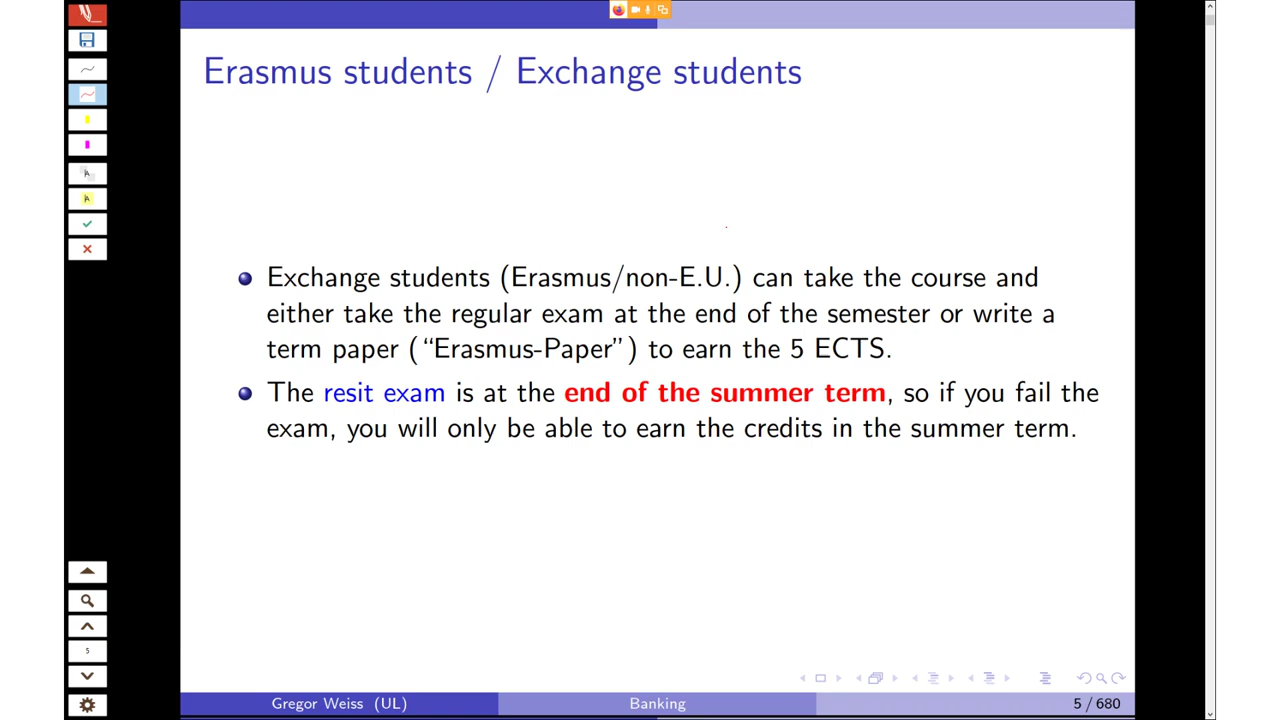 Erasmus students / Exchange students
Exchange students (Erasmus/non-E.U.) can take the course and
either take the regular exam at the end of the semester or write a
term paper (“Erasmus-Paper”) to earn the 5 ECTS.
The resit exam is at the end of the summer term, so if you fail the
exam, you will only be able to earn the credits in the summer term.
5
Gregor Weiss (UL) Banking 5 / 680